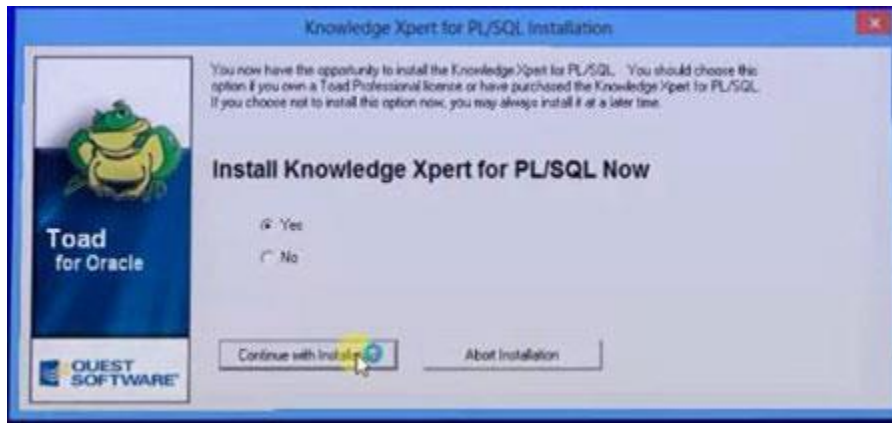 Knowledge Xpert for PL/SQL Installation
You now have the opportunity to install the Knowledge Xpert for PL/SQL. You should choose this
option if you own a Toad Professional license or have purchased the Knowledge Xpert for PL/SQL.
If you choose not to install this option now, you may always install it at a later time.
Install Knowledge Xpert for PL/SQL Now
Yes
No
Toad
for Oracle
Continue with
Abort Installation
QUEST
SOFTWARE